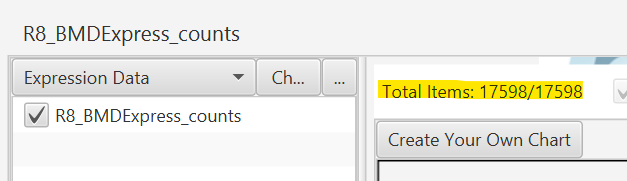 R8_BMDExpress_counts
Expression Data
Ch...
...
R8_BMDExpress_counts
Total Items: 17598/17598
Create Your Own Chart